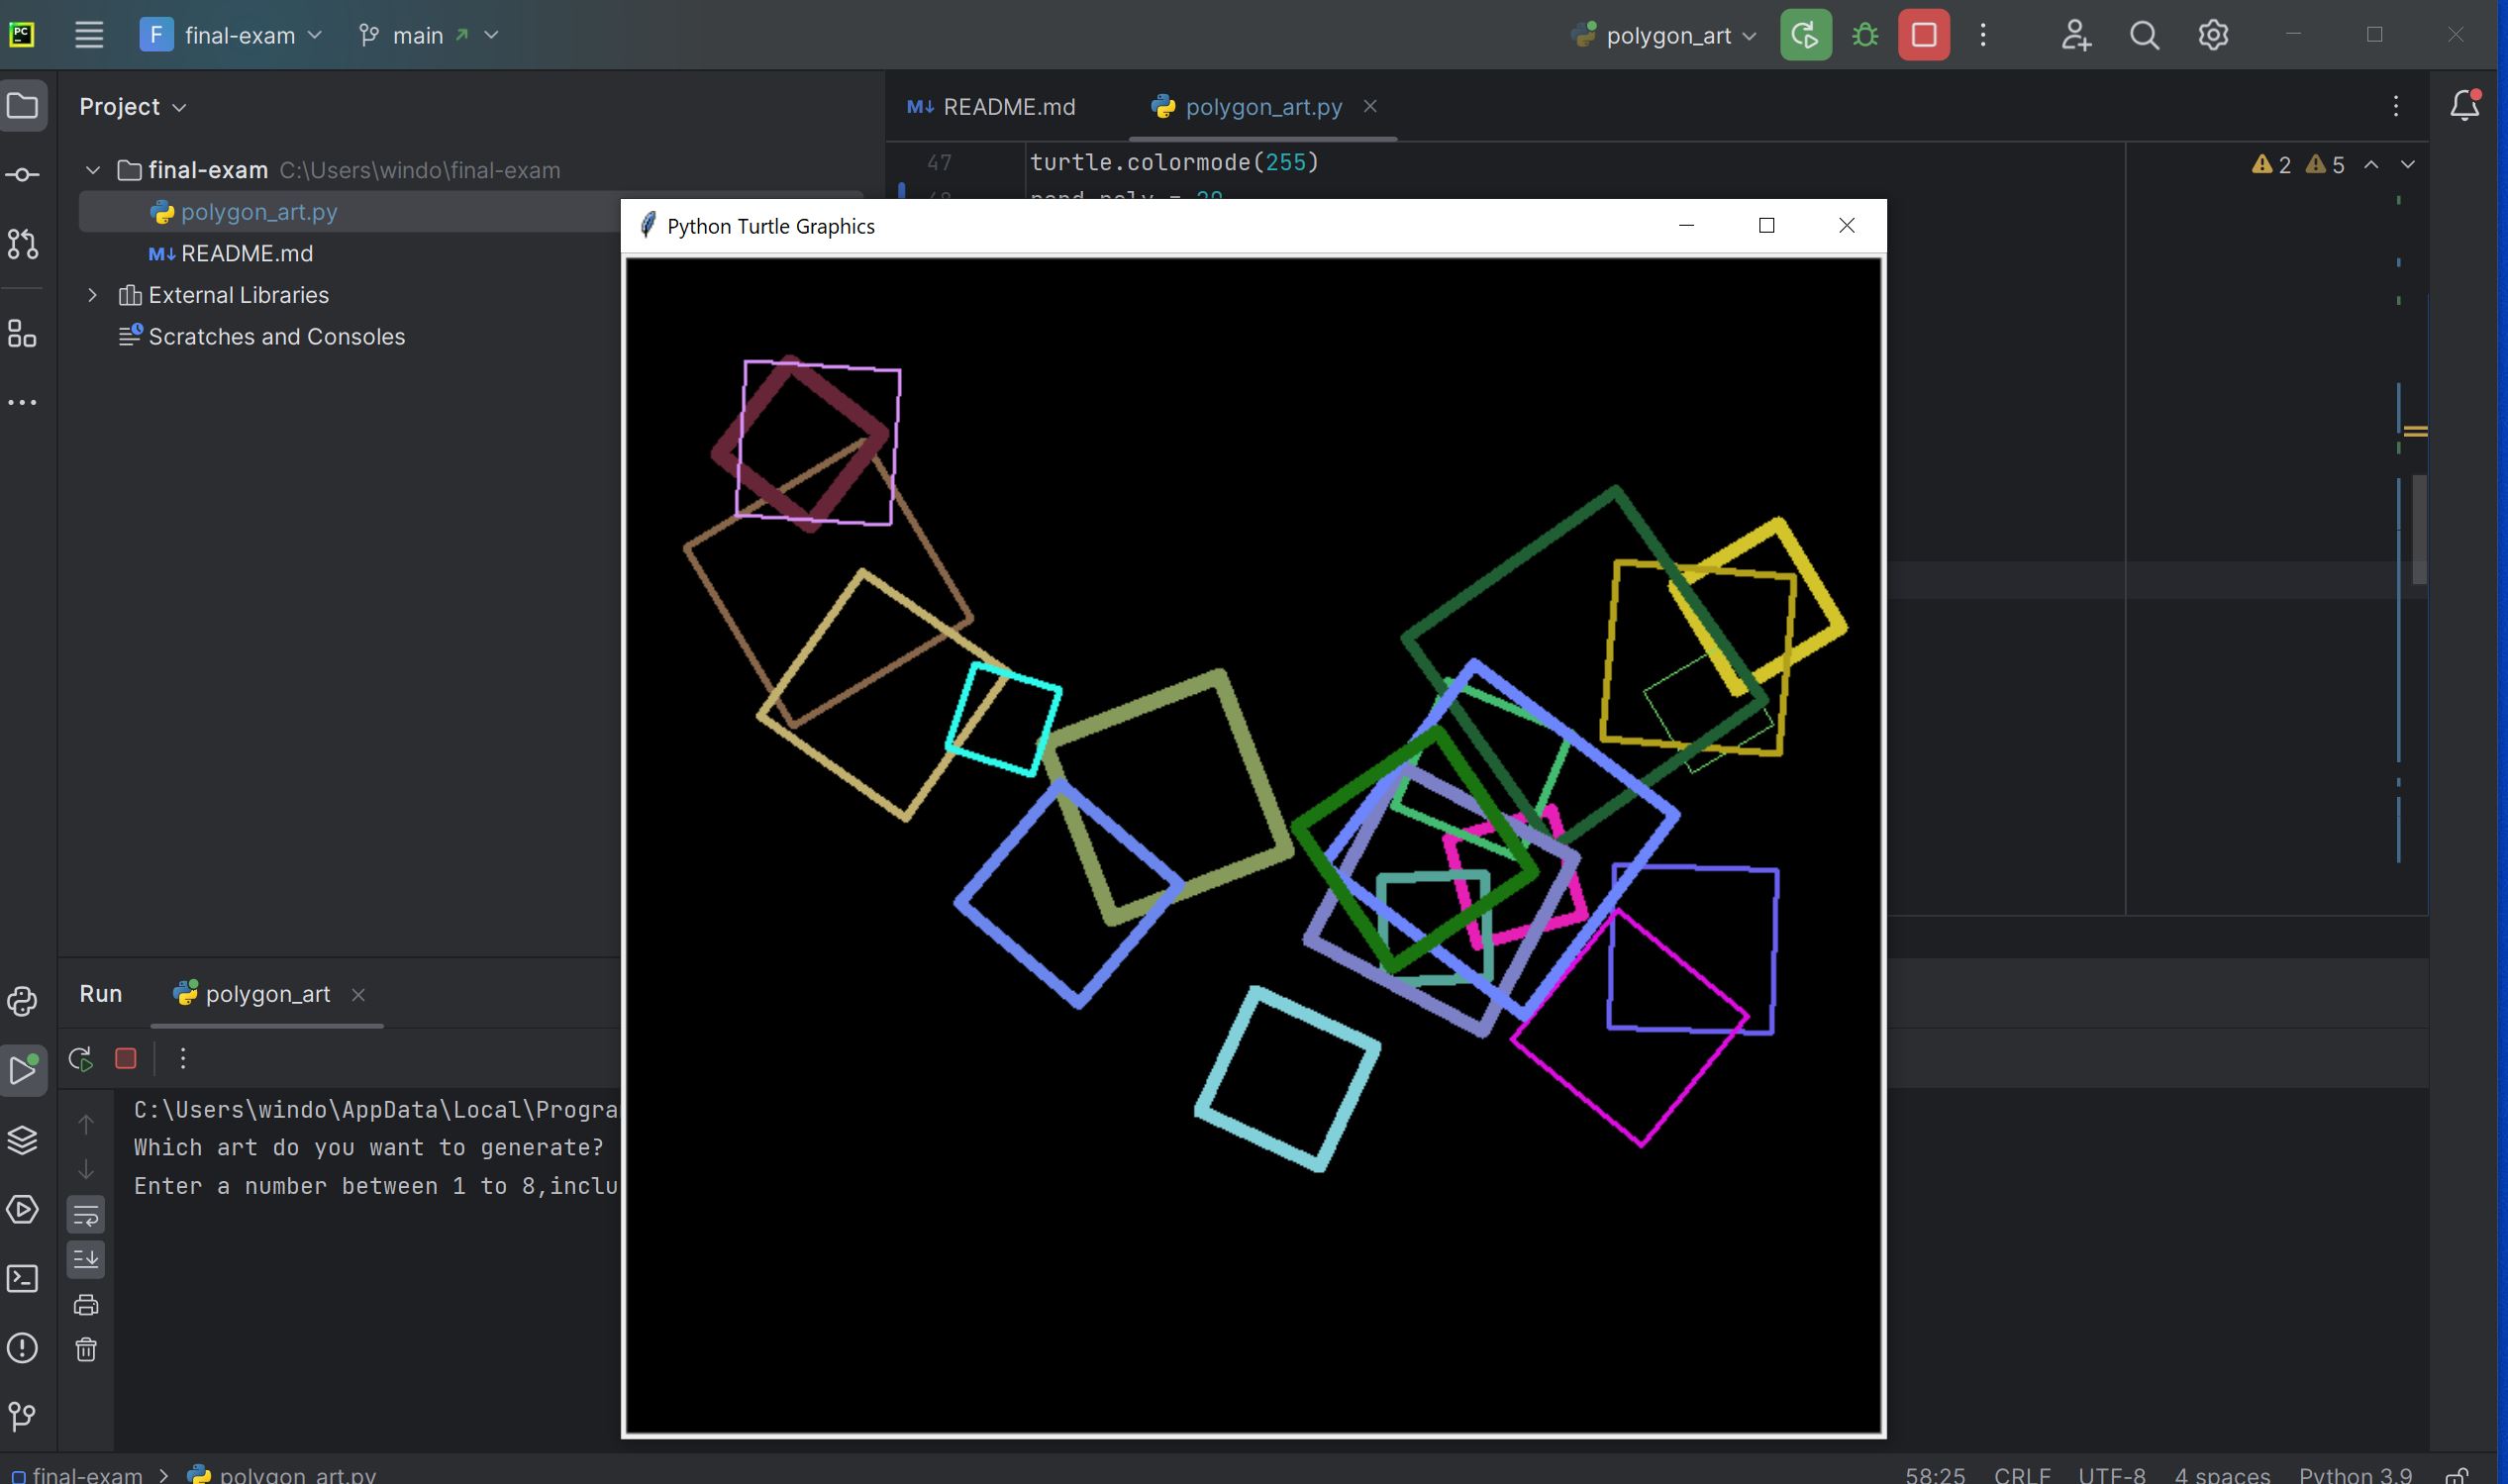 PC
F final-exam main
polygon_art
Project
README.md
polygon_art.py
final-exam C:\Users\windo\final-exam
polygon_art.py
M↓ README.md
External Libraries
Scratches and Consoles
M↓
47 turtle.colormode(255)
2 5
Python Turtle Graphics
Run polygon_art
C:\Users\windo\AppData\Local\Progra
Which art do you want to generate?
Enter a number between 1 to 8,inclu
final-exam > polygon_art.py
58:25 CRLF UTF-8 4 spaces Python 3.9